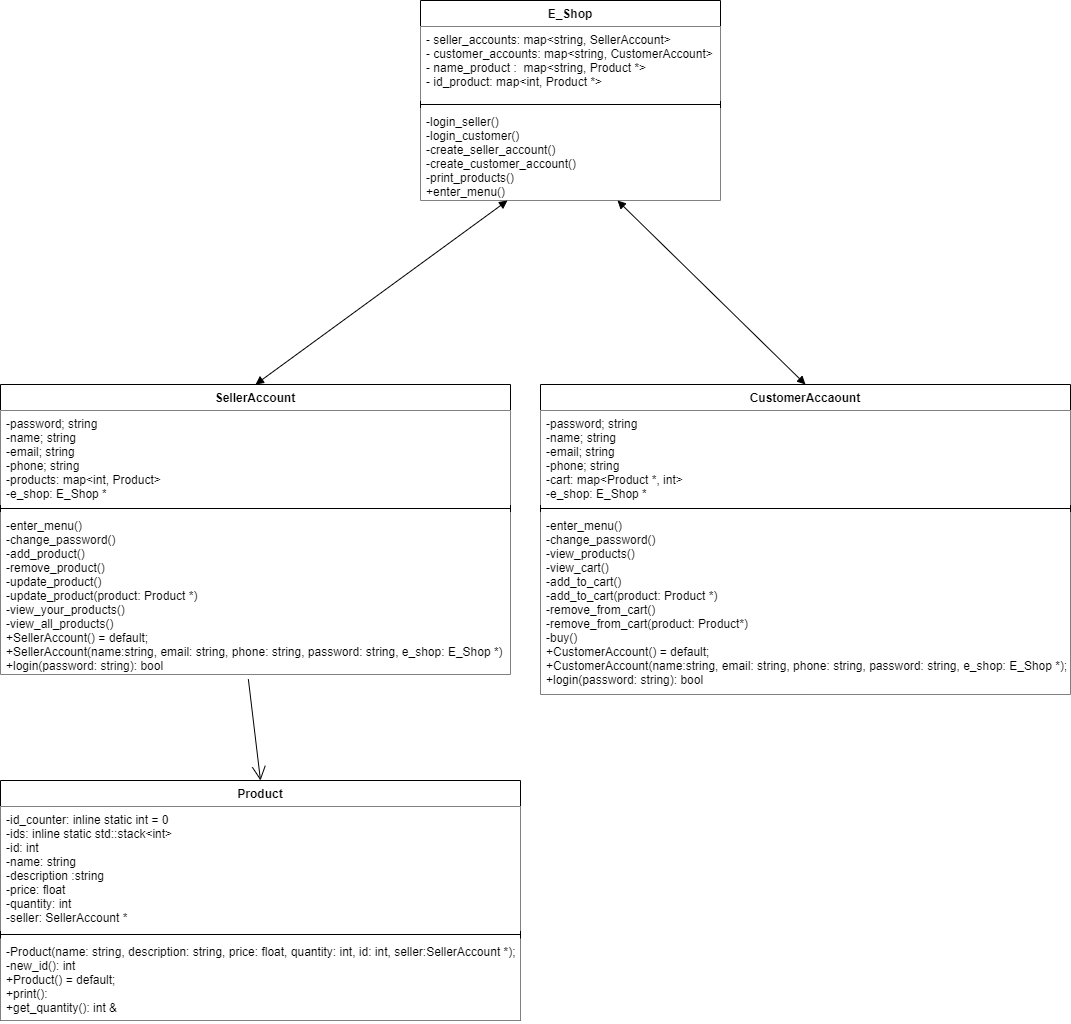 E_Shop
- seller_accounts: map<string, SellerAccount>
- customer_accounts: map<string, CustomerAccount>
- name_product :  map<string, Product *>
- id_product: map<int, Product *>
-login_seller()
-login_customer()
-create_seller_account()
-create_customer_account()
-print_products()
+enter_menu()
SellerAccount
-password; string
-name; string
-email; string
-phone; string
-products: map<int, Product>
-e_shop: E_Shop *
-enter_menu()
-change_password()
-add_product()
-remove_product()
-update_product()
-update_product(product: Product *)
-view_your_products()
-view_all_products()
+SellerAccount() = default;
+SellerAccount(name:string, email: string, phone: string, password: string, e_shop: E_Shop *)
+login(password: string): bool
CustomerAccaount
-password; string
-name; string
-email; string
-phone; string
-cart: map<Product *, int>
-e_shop: E_Shop *
-enter_menu()
-change_password()
-view_products()
-view_cart()
-add_to_cart()
-add_to_cart(product: Product *)
-remove_from_cart()
-remove_from_cart(product: Product*)
-buy()
+CustomerAccount() = default;
+CustomerAccount(name:string, email: string, phone: string, password: string, e_shop: E_Shop *);
+login(password: string): bool
Product
-id_counter: inline static int = 0
-ids: inline static std::stack<int>
-id: int
-name: string
-description :string
-price: float
-quantity: int
-seller: SellerAccount *
-Product(name: string, description: string, price: float, quantity: int, id: int, seller:SellerAccount *);
-new_id(): int
+Product() = default;
+print():
+get_quantity(): int &